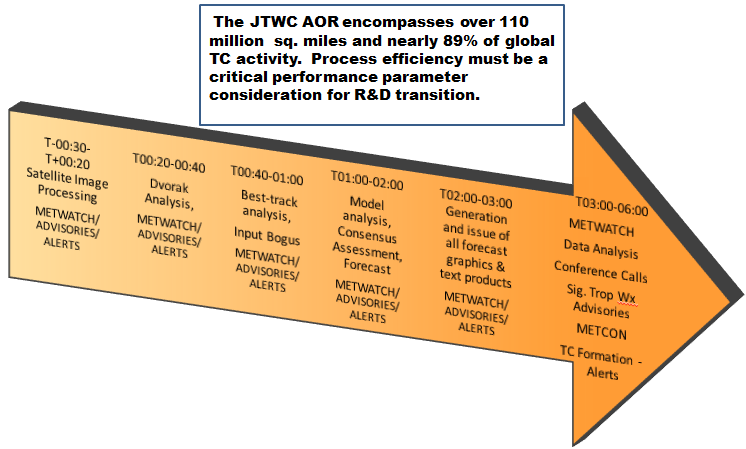 The JTWC AOR encompasses over 110
million sq. miles and nearly 89% of global
TC activity. Process efficiency must be a
critical performance parameter
consideration for R&D transition.
T-00:30-
T+00:20
Satellite Image
Processing
METWATCH/
ADVISORIES/
ALERTS
T00:20-00:40
Dvorak
Analysis,
METWATCH/
ADVISORIES/
ALERTS
T00:40-01:00
Best-track
analysis,
Input Bogus
METWATCH/
ADVISORIES/
ALERTS
T01:00-02:00
Model
analysis,
Consensus
Assessment,
Forecast
METWATCH/
ADVISORIES/
ALERTS
T02:00-03:00
Generation
and issue of
all forecast
graphics &
text products
METWATCH/
ADVISORIES/
ALERTS
T03:00-06:00
METWATCH
Data Analysis
Conference Calls
Sig. Trop Wx
Advisories
METCON
TC Formation -
Alerts